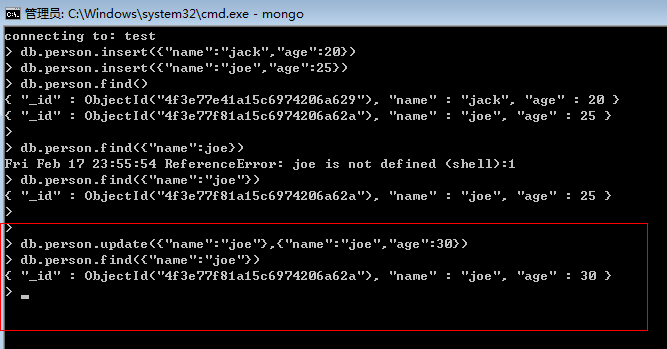 管理员: C:\Windows\system32\cmd.exe - mongo
connecting to: test
> db.person.insert({"name":"jack","age":20})
> db.person.insert({"name":"joe","age":25})
> db.person.find()
{ "_id" : ObjectId("4f3e77e41a15c6974206a629"), "name" : "jack", "age" : 20 }
{ "_id" : ObjectId("4f3e77f81a15c6974206a62a"), "name" : "joe", "age" : 25 }
>
> db.person.find({"name":joe})
Fri Feb 17 23:55:54 ReferenceError: joe is not defined (shell):1
> db.person.find({"name":"joe"})
{ "_id" : ObjectId("4f3e77f81a15c6974206a62a"), "name" : "joe", "age" : 25 }
>
>
> db.person.update({"name":"joe"},{"name":"joe","age":30})
> db.person.find({"name":"joe"})
{ "_id" : ObjectId("4f3e77f81a15c6974206a62a"), "name" : "joe", "age" : 30 }
>